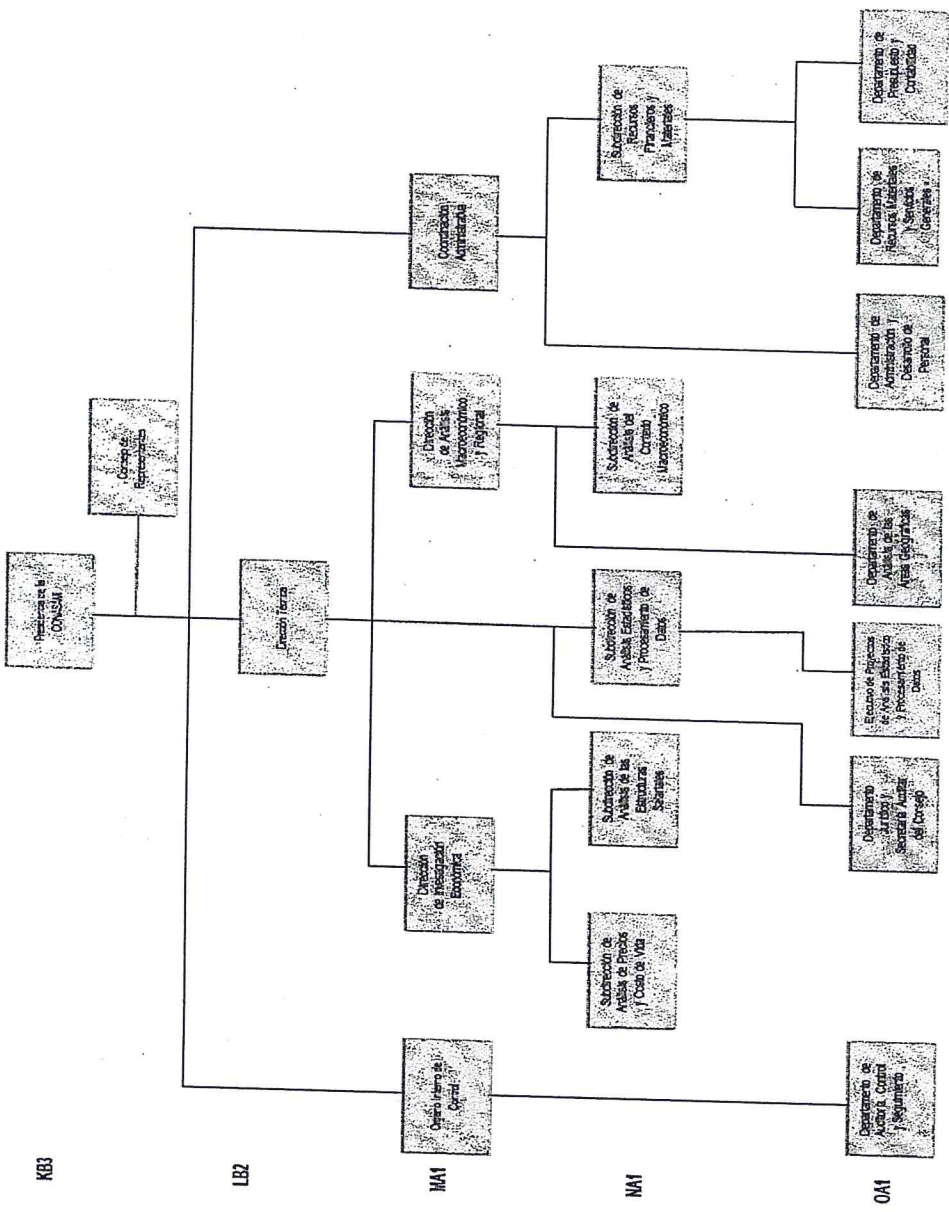 KB3
Presidencia de la
CONASAMI
Consejo de
Representantes
LB2
Dirección Técnica
MA1
Organo Interno de
Control
Dirección
de Investigación
Económica
Dirección
de Análisis
Macroeconómico
y Regional
Coordinación
Administrativa
NA1
Subdirección de
Análisis de Precios
y Costo de Vida
Subdirección de
Análisis de las
Estructuras
Salariales
Subdirección de
Análisis Estadísticos
y Procesamiento de
Datos
Subdirección de
Análisis del
Contexto
Macroeconómico
Subdirección de
Recursos
Financieros y
Materiales
OA1
Departamento de
Auditoría, Control
y Seguimiento
Departamento
Jurídico y
Secretaría Auxiliar
del Consejo
Ejecutivo de Proyectos
de Análisis Estadístico
y Procesamiento de
Datos
Departamento de
Análisis de las
Areas Geográficas
Departamento de
Administración y
Desarrollo de
Personal
Departamento de
Recursos Materiales
y Servicios
Generales
Departamento de
Presupuesto y
Contabilidad